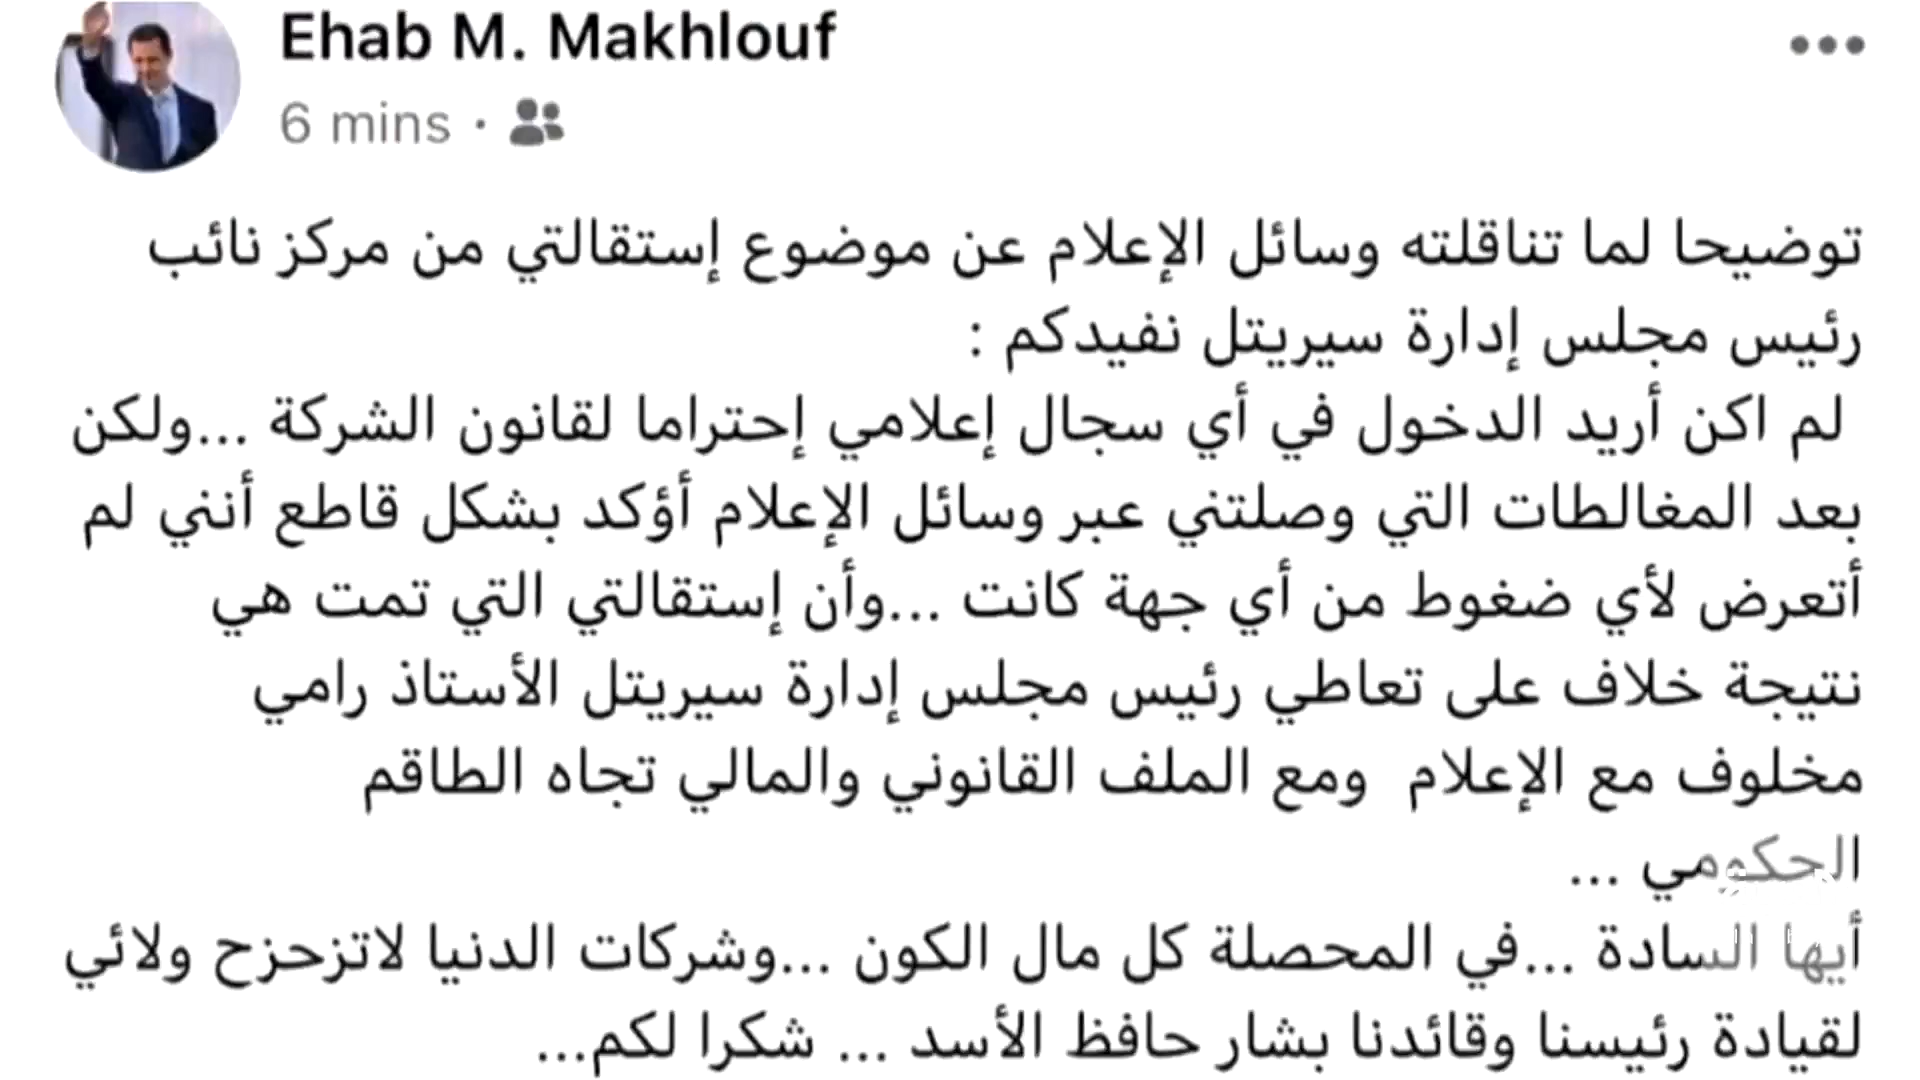 Ehab M. Makhlouf
6 mins ·
توضيحا لما تناقلته وسائل الإعلام عن موضوع إستقالتي من مركز نائب
رئيس مجلس إدارة سيريتل نفيدكم :
لم اكن أريد الدخول في أي سجال إعلامي إحتراما لقانون الشركة ...ولكن
بعد المغالطات التي وصلتني عبر وسائل الإعلام أؤكد بشكل قاطع أنني لم
أتعرض لأي ضغوط من أي جهة كانت ...وأن إستقالتي التي تمت هي
نتيجة خلاف على تعاطي رئيس مجلس إدارة سيريتل الأستاذ رامي
مخلوف مع الإعلام ومع الملف القانوني والمالي تجاه الطاقم
الحكومي ...
أيها السادة ...في المحصلة كل مال الكون ...وشركات الدنيا لاتزحزح ولائي
لقيادة رئيسنا وقائدنا بشار حافظ الأسد ... شكرا لكم...